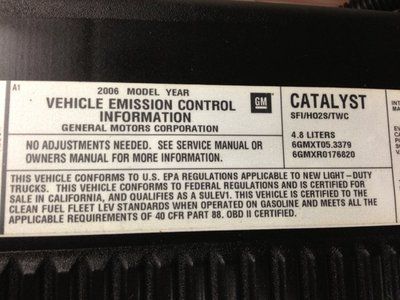 A1
2006 MODEL YEAR
VEHICLE EMISSION CONTROL
INFORMATION
GENERAL MOTORS CORPORATION
GM
NO ADJUSTMENTS NEEDED. SEE SERVICE MANUAL OR
OWNERS MANUAL FOR MORE INFORMATION.
CATALYST
SFI/HO2S/TWC
4.8 LITERS
6GMXT05.3379
6GMXR0176820
THIS VEHICLE CONFORMS TO U.S. EPA REGULATIONS APPLICABLE TO NEW LIGHT-DUTY
TRUCKS. THIS VEHICLE CONFORMS TO FEDERAL REGULATIONS AND IS CERTIFIED FOR
SALE IN CALIFORNIA, AND QUALIFIES AS SULEV1. THIS VEHICLE IS CERTIFIED TO THE
CLEAN FUEL FLEET LEV STANDARDS WHEN OPERATED ON GASOLINE AND MEETS ALL THE
APPLICABLE REQUIREMENTS OF 40 CFR PART 88. OBD II CERTIFIED.